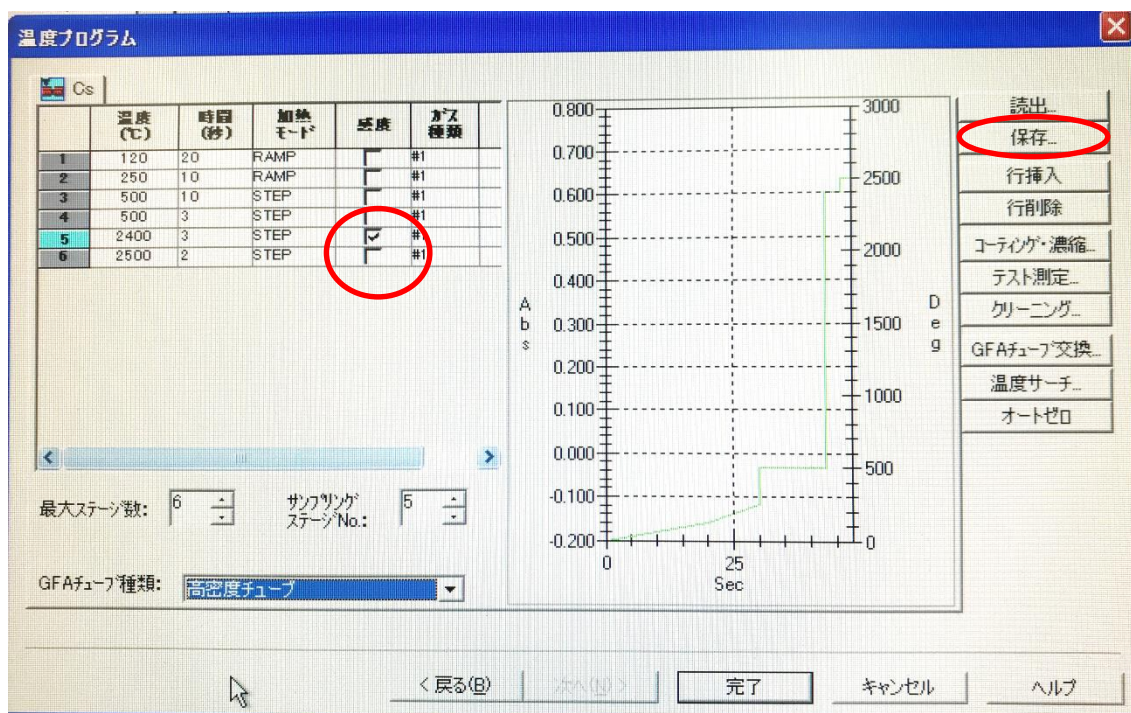 温度プログラム
Cs
温度(℃) 時間(秒) 加熱モード 感度 ガス種類
1 120 20 RAMP #1
2 250 10 RAMP #1
3 500 10 STEP #1
4 500 3 STEP #1
5 2400 3 STEP #1
6 2500 2 STEP #1
最大ステージ数: 6
サンプリングステージNo.: 5
GFAチューブ種類: 高密度チューブ
0.800
0.700
0.600
0.500
0.400
0.300
0.200
0.100
0.000
-0.100
-0.200
Abs
3000
2500
2000
1500
1000
500
0
Deg
0 25
Sec
読出...
保存...
行挿入
行削除
コーティング・濃縮...
テスト測定...
クリーニング...
GFAチューブ交換...
温度サーチ...
オートゼロ
< 戻る(B) 次へ(N) > 完了 キャンセル ヘルプ